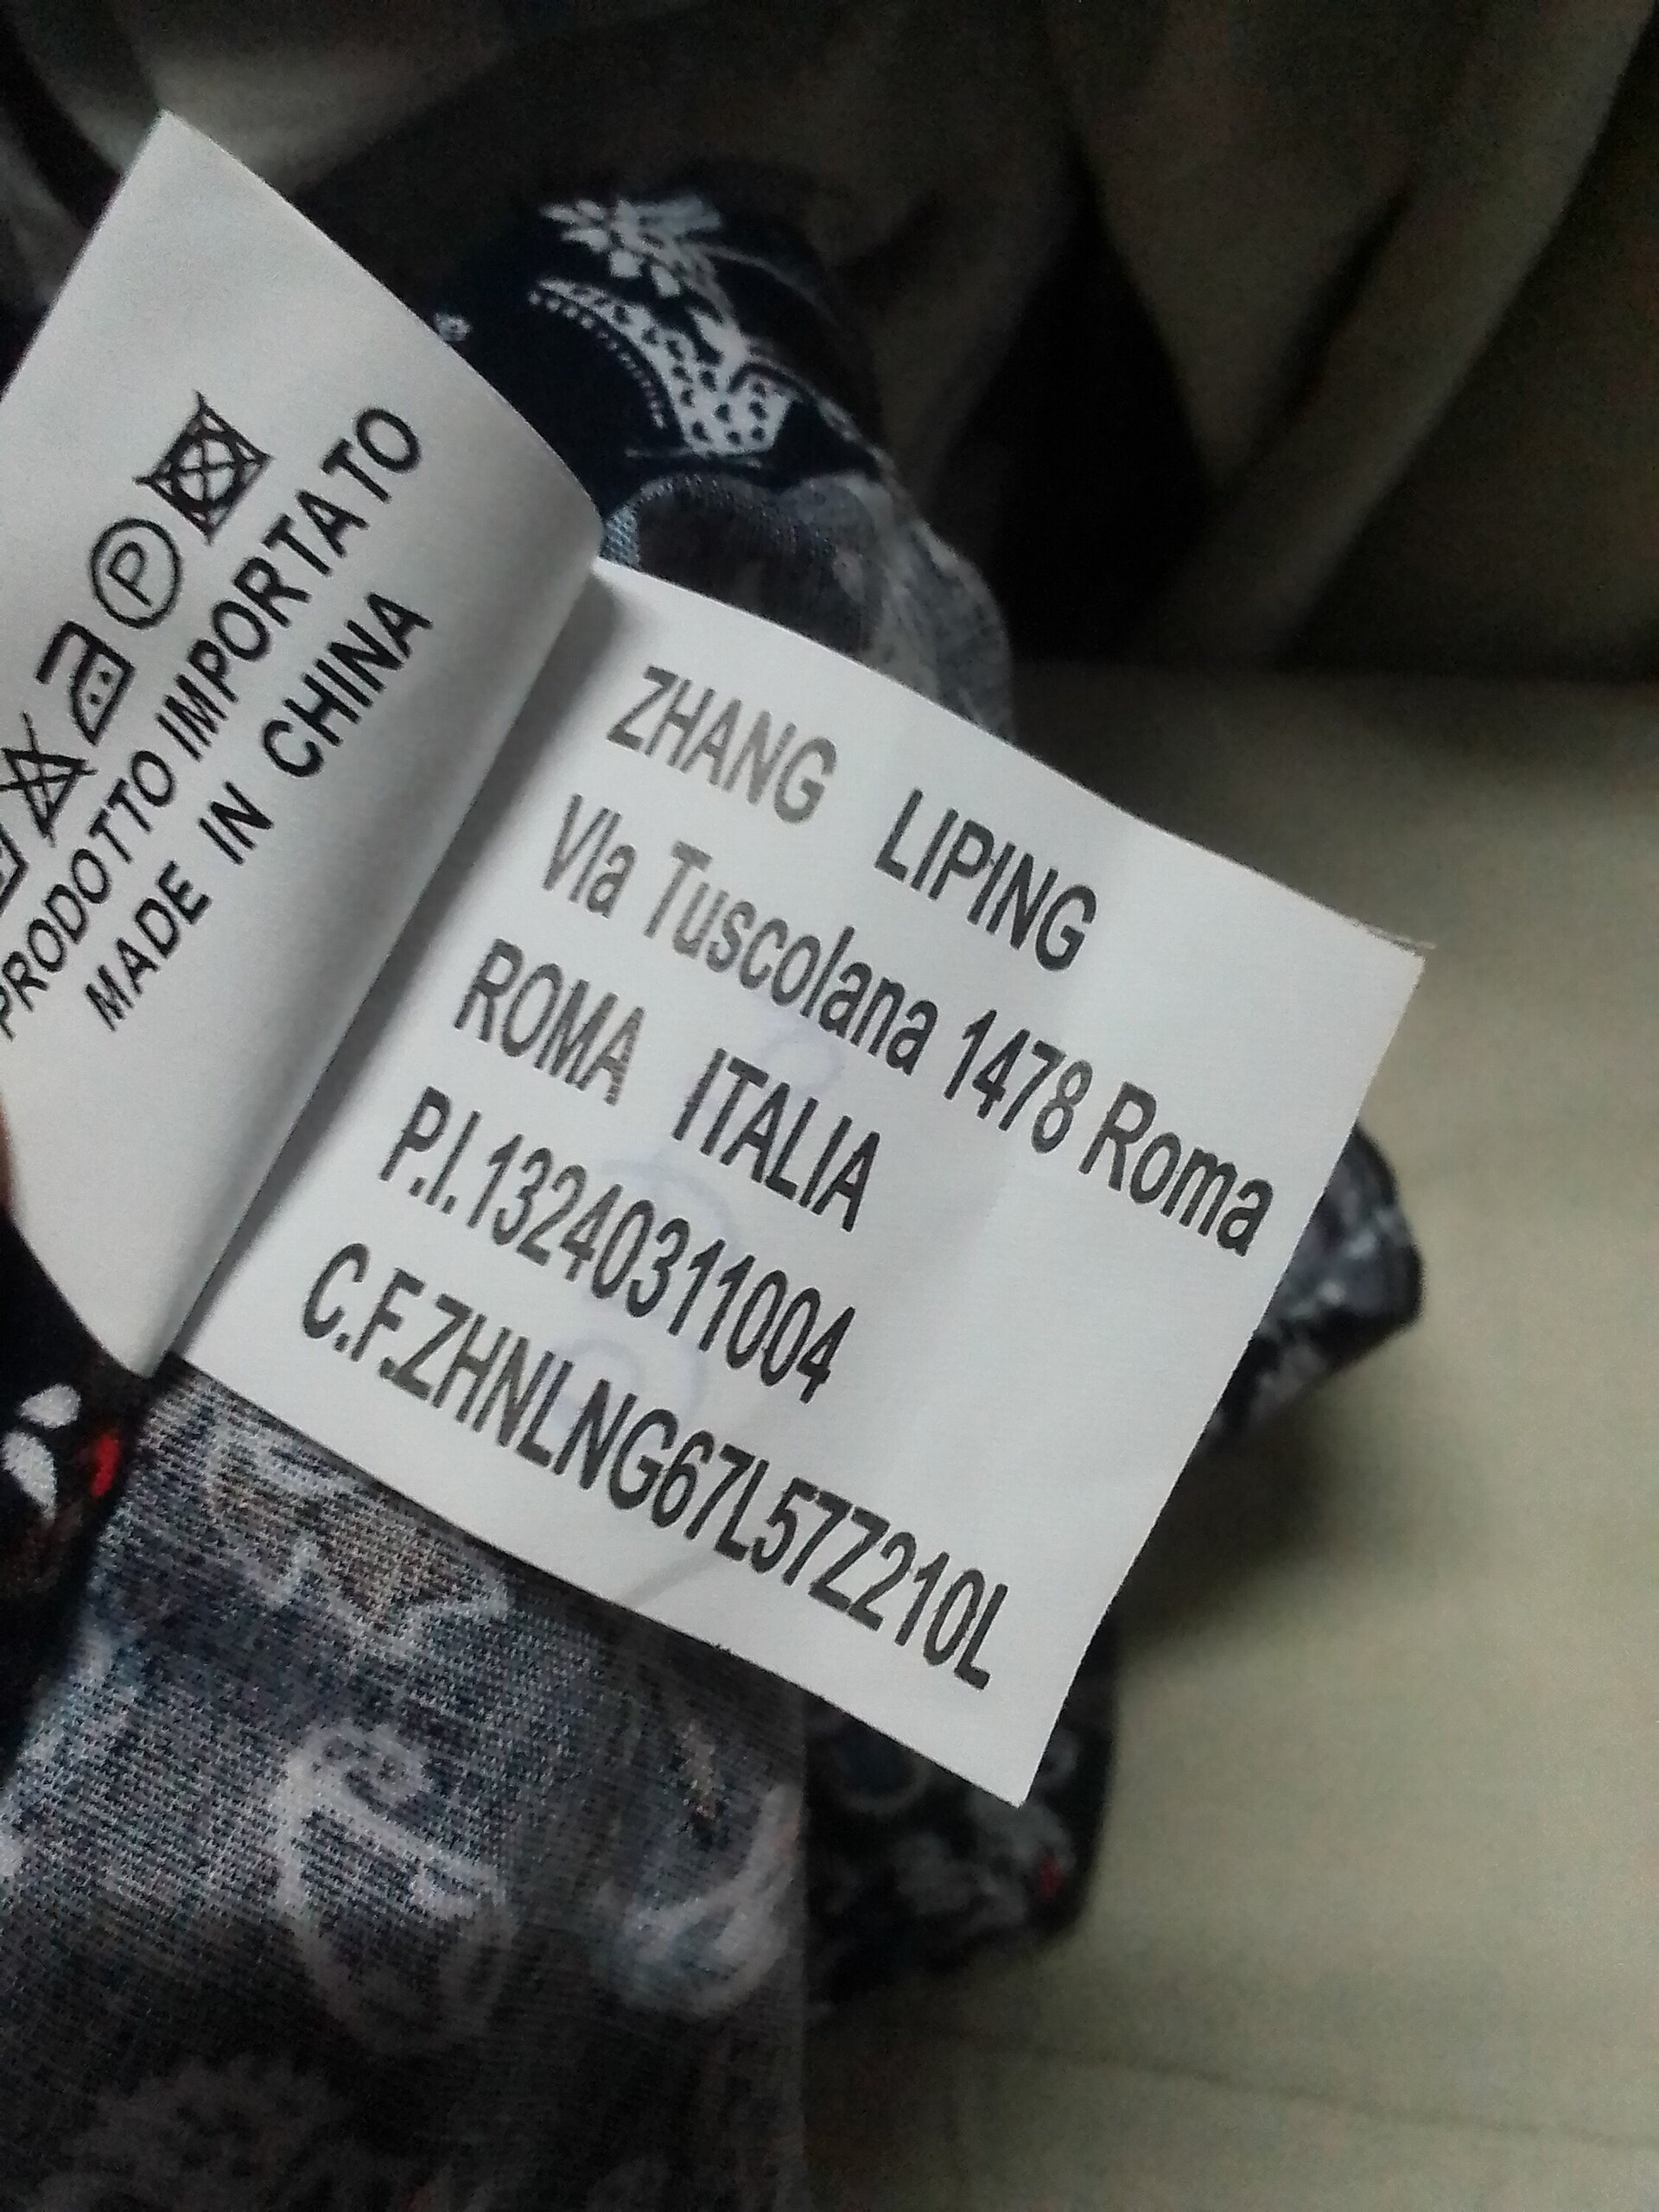 PRODOTTO IMPORTATO
MADE IN CHINA
ZHANG LIPING
VIa Tuscolana 1478 Roma
ROMA ITALIA
P.I.13240311004
C.F.ZHNLNG67L57Z210L